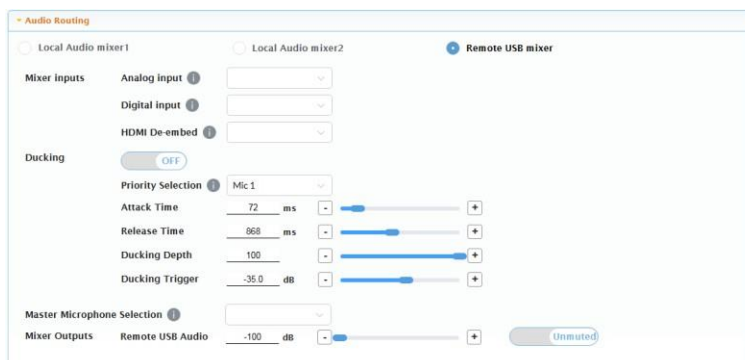 Audio Routing
Local Audio mixer1 Local Audio mixer2 Remote USB mixer
Mixer inputs Analog input i
Digital input i
HDMI De-embed i
Ducking OFF
Priority Selection i Mic 1
Attack Time 72 ms - +
Release Time 868 ms - +
Ducking Depth 100 - +
Ducking Trigger -35.0 dB - +
Master Microphone Selection i
Mixer Outputs Remote USB Audio -100 dB - + Unmuted